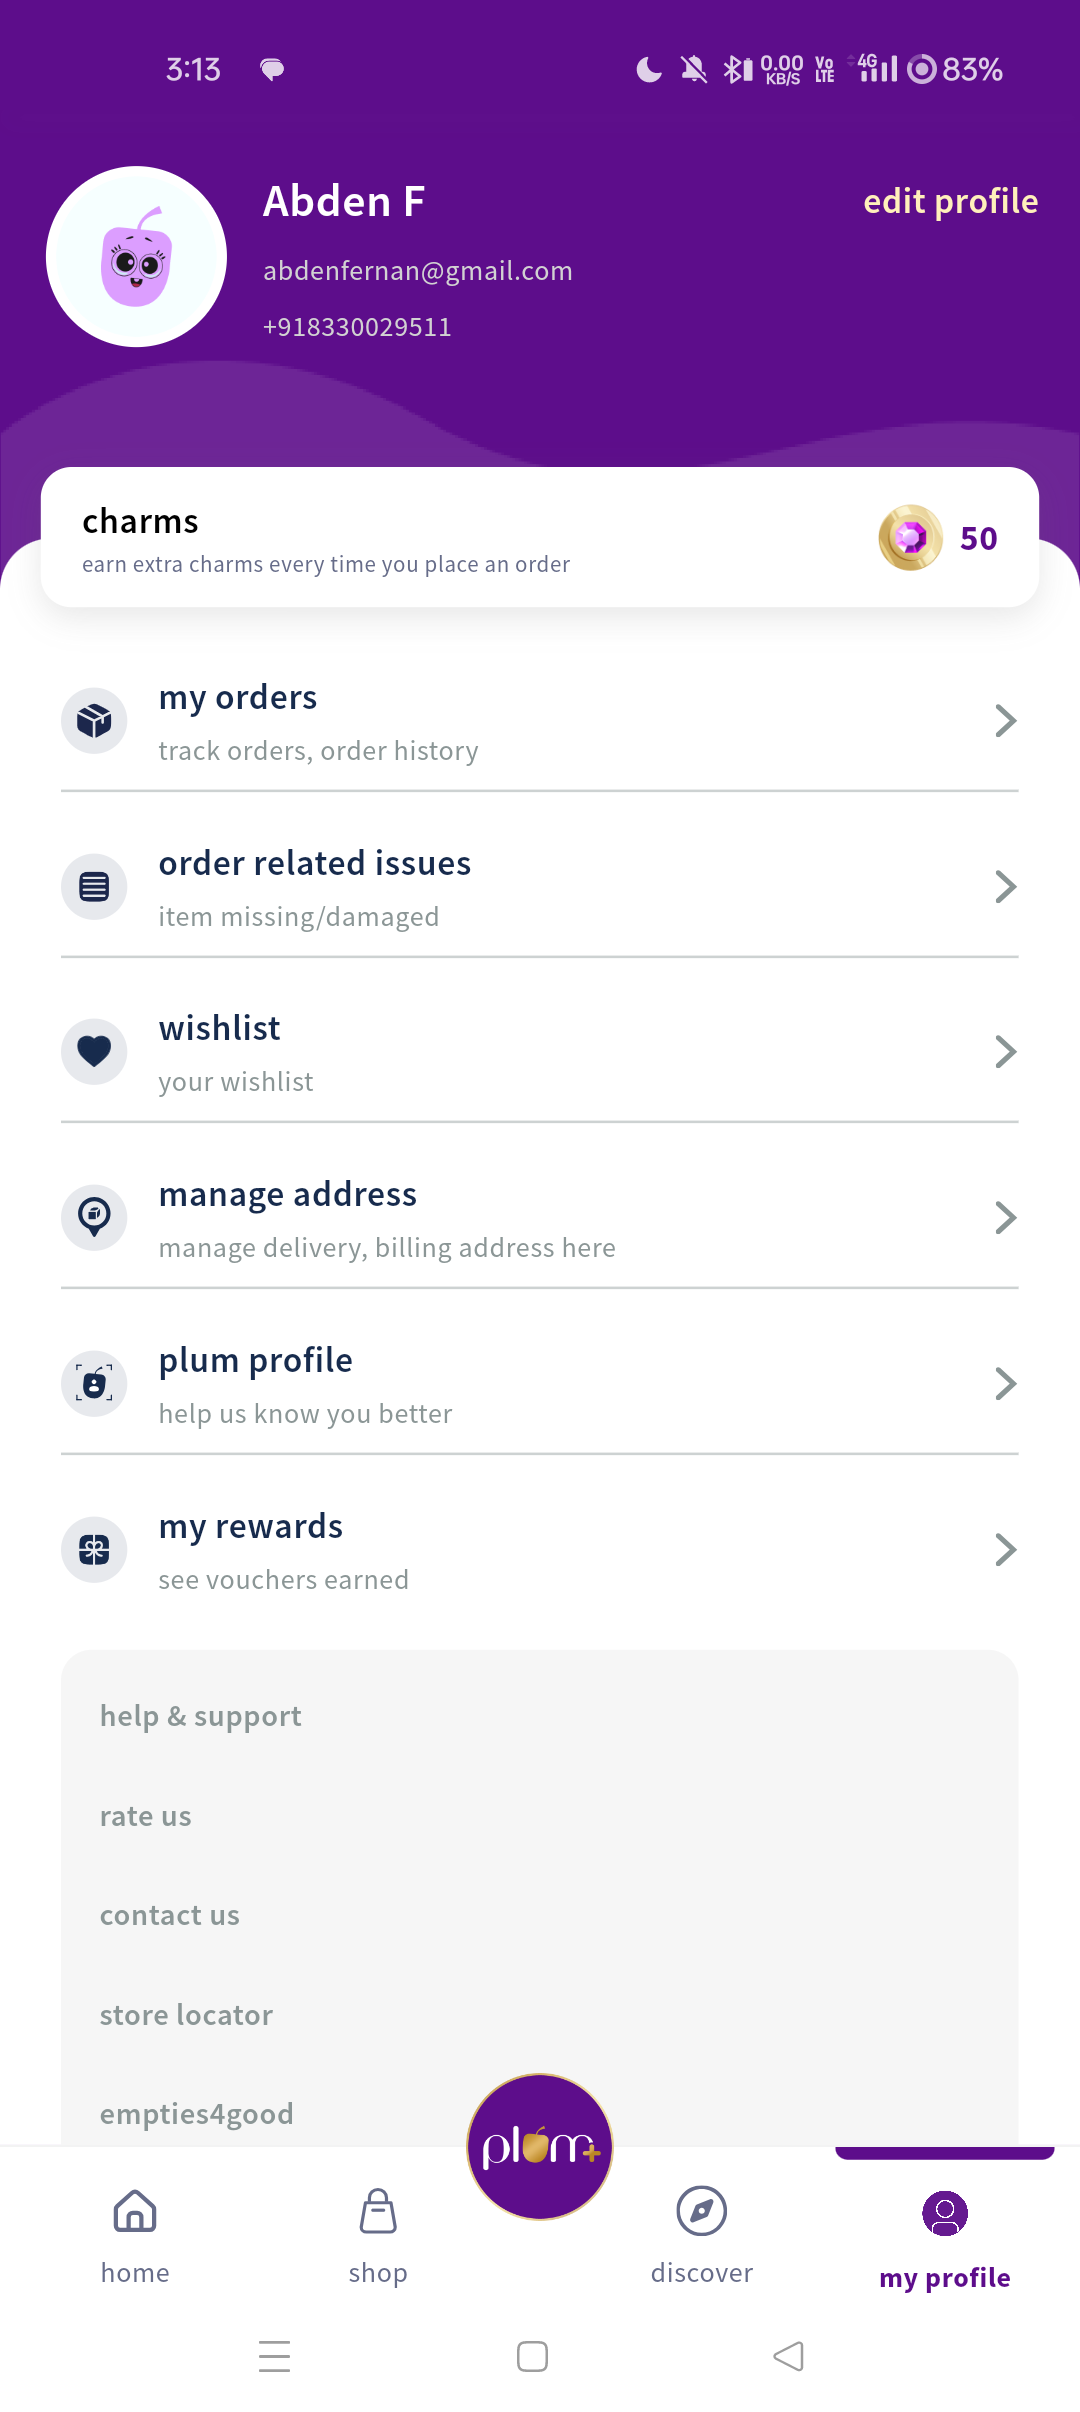 3:13
0.00
KB/S
Vo
LTE
4G
83%
Abden F
edit profile
abdenfernan@gmail.com
+918330029511
charms
earn extra charms every time you place an order
50
my orders
track orders, order history
order related issues
item missing/damaged
wishlist
your wishlist
manage address
manage delivery, billing address here
plum profile
help us know you better
my rewards
see vouchers earned
help & support
rate us
contact us
store locator
empties4good
plum+
home
shop
discover
my profile